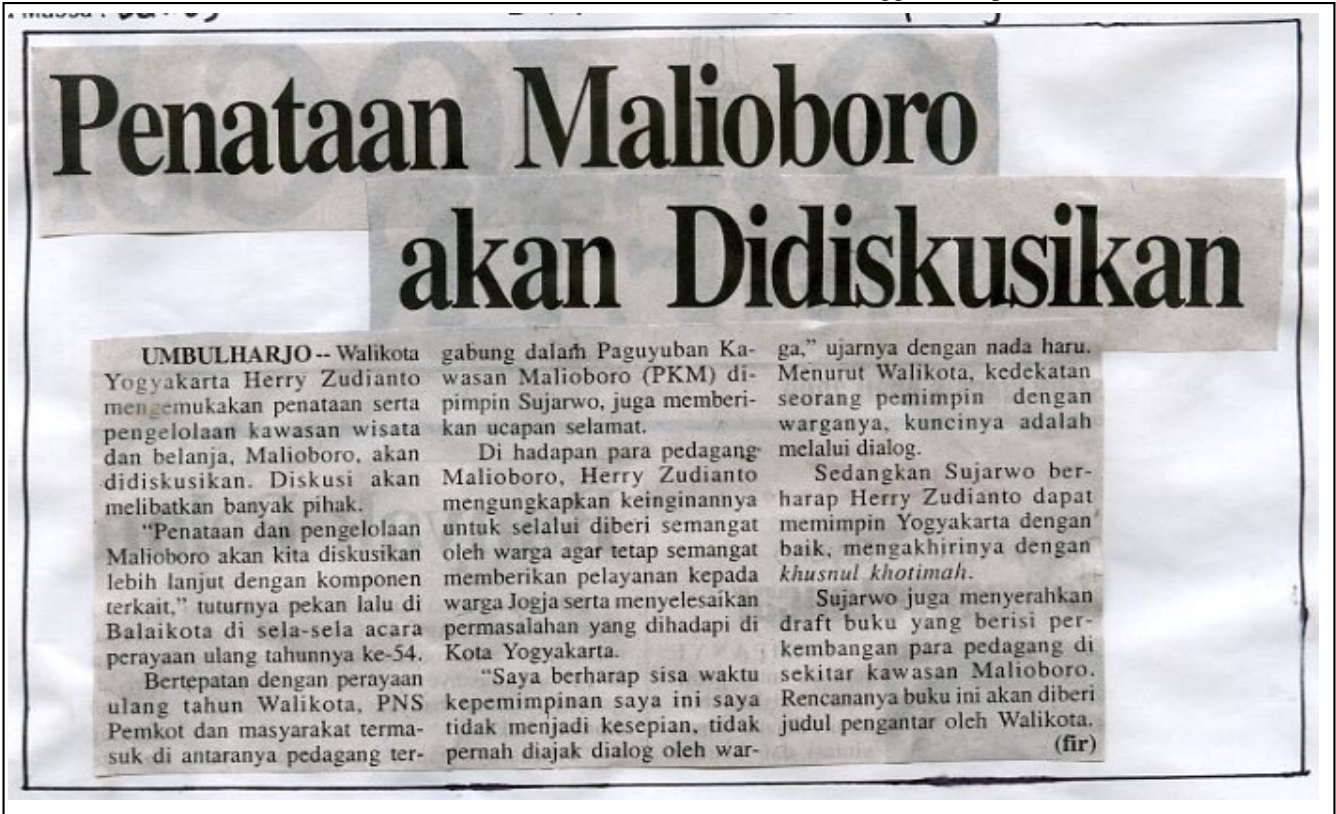 Penataan Malioboro
akan Didiskusikan
UMBULHARJO -- Walikota
Yogyakarta Herry Zudianto
mengemukakan penataan serta
pengelolaan kawasan wisata
dan belanja, Malioboro, akan
didiskusikan. Diskusi akan
melibatkan banyak pihak.
"Penataan dan pengelolaan
Malioboro akan kita diskusikan
lebih lanjut dengan komponen
terkait," tuturnya pekan lalu di
Balaikota di sela-sela acara
perayaan ulang tahunnya ke-54.
Bertepatan dengan perayaan
ulang tahun Walikota, PNS
Pemkot dan masyarakat terma-
suk di antaranya pedagang ter-
gabung dalam Paguyuban Ka-
wasan Malioboro (PKM) di-
pimpin Sujarwo, juga memberi-
kan ucapan selamat.
Di hadapan para pedagang
Malioboro, Herry Zudianto
mengungkapkan keinginannya
untuk selalui diberi semangat
oleh warga agar tetap semangat
memberikan pelayanan kepada
warga Jogja serta menyelesaikan
permasalahan yang dihadapi di
Kota Yogyakarta.
"Saya berharap sisa waktu
kepemimpinan saya ini saya
tidak menjadi kesepian, tidak
pernah diajak dialog oleh war-
ga," ujarnya dengan nada haru.
Menurut Walikota, kedekatan
seorang pemimpin dengan
warganya, kuncinya adalah
melalui dialog.
Sedangkan Sujarwo ber-
harap Herry Zudianto dapat
memimpin Yogyakarta dengan
baik, mengakhirinya dengan
khusnul khotimah.
Sujarwo juga menyerahkan
draft buku yang berisi per-
kembangan para pedagang di
sekitar kawasan Malioboro.
Rencananya buku ini akan diberi
judul pengantar oleh Walikota.
(fir)